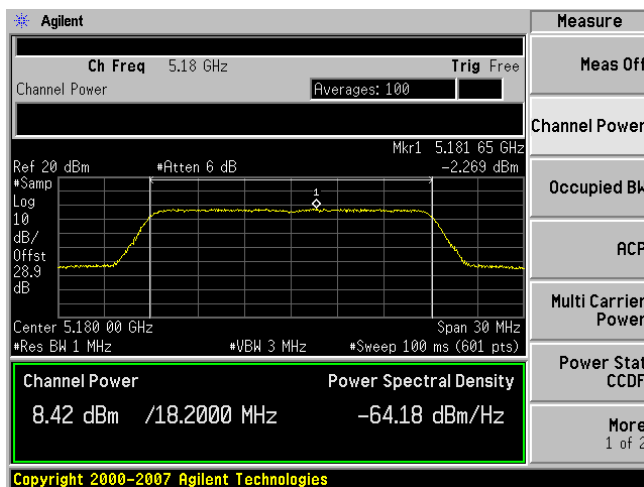 Agilent
Measure
Ch Freq 5.18 GHz Trig Free
Channel Power Averages: 100
Mkr1 5.181 65 GHz
Ref 20 dBm #Atten 6 dB -2.269 dBm
#Samp
Log
10
dB/
Offst
28.9
dB
1
Center 5.180 00 GHz Span 30 MHz
#Res BW 1 MHz #VBW 3 MHz #Sweep 100 ms (601 pts)
Channel Power Power Spectral Density
8.42 dBm /18.2000 MHz -64.18 dBm/Hz
Copyright 2000-2007 Agilent Technologies
Meas Off
Channel Power
Occupied BW
ACP
Multi Carrier
Power
Power Stat
CCDF
More
1 of 2